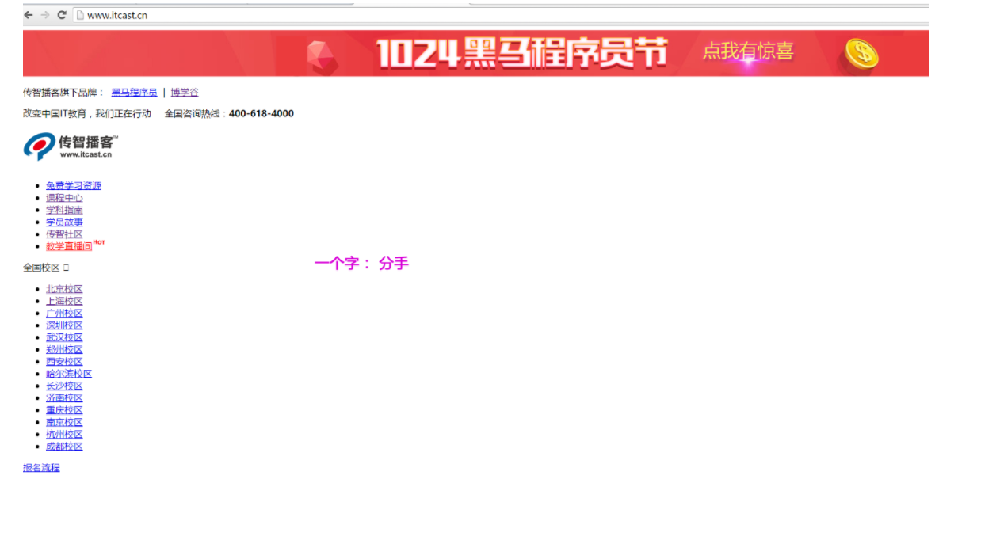 www.itcast.cn
1024黑马程序员节 点我有惊喜
传智播客旗下品牌： 黑马程序员 | 博学谷
改变中国IT教育，我们正在行动 全国咨询热线：400-618-4000
传智播客™
www.itcast.cn
免费学习资源
课程中心
学科指南
学员故事
传智社区
教学直播间HOT
一个字： 分手
全国校区
北京校区
上海校区
广州校区
深圳校区
武汉校区
郑州校区
西安校区
哈尔滨校区
长沙校区
济南校区
重庆校区
南京校区
杭州校区
成都校区
报名流程